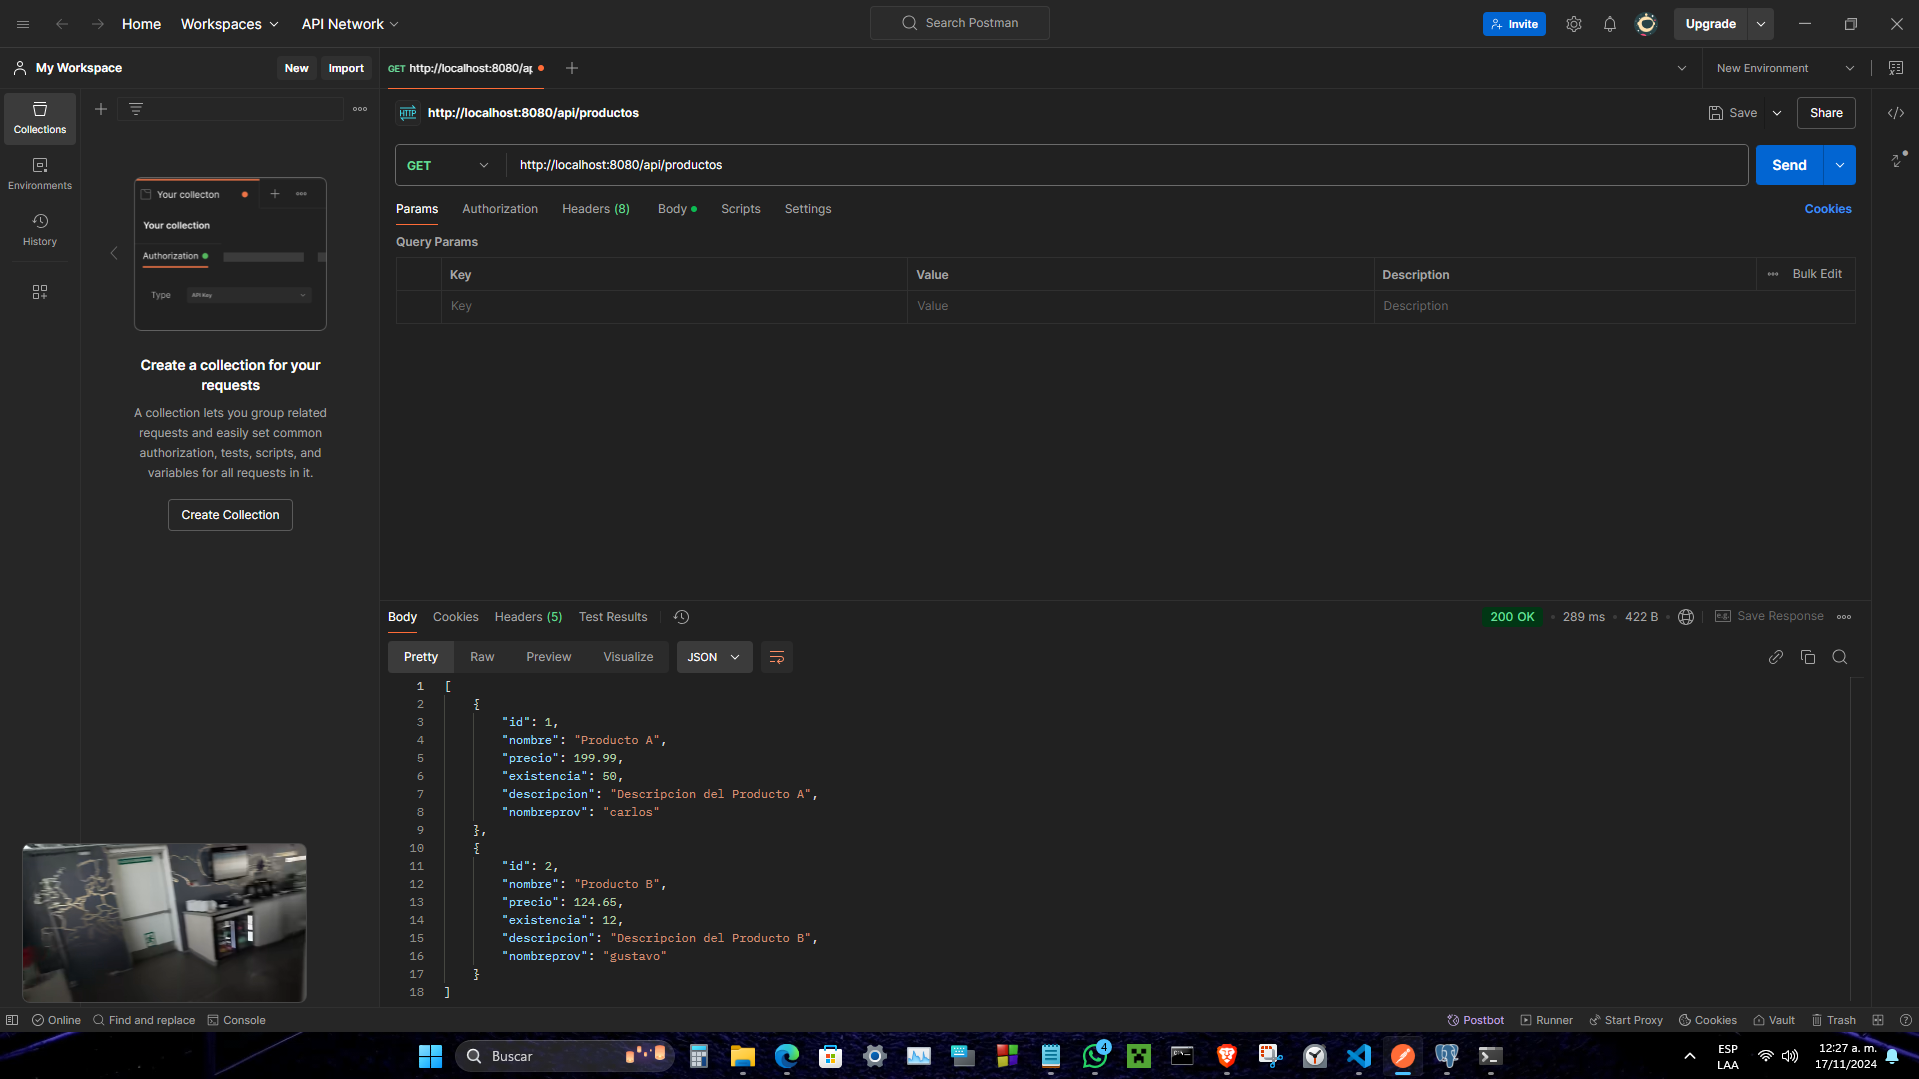 Home
Workspaces
API Network
Search Postman
Invite
Upgrade
My Workspace
New
Import
GET http://localhost:8080/ap
New Environment
Collections
Environments
History
Your collecton
Your collection
Authorization
Type
API Key
Create a collection for your
requests
A collection lets you group related
requests and easily set common
authorization, tests, scripts, and
variables for all requests in it.
Create Collection
HTTP
http://localhost:8080/api/productos
Save
Share
GET
http://localhost:8080/api/productos
Send
Params
Authorization
Headers (8)
Body
Scripts
Settings
Cookies
Query Params
Key
Value
Description
Bulk Edit
Key
Value
Description
Body
Cookies
Headers (5)
Test Results
200 OK
289 ms
422 B
e.g.
Save Response
Pretty
Raw
Preview
Visualize
JSON
1 [
2 {
3 "id": 1,
4 "nombre": "Producto A",
5 "precio": 199.99,
6 "existencia": 50,
7 "descripcion": "Descripcion del Producto A",
8 "nombreprov": "carlos"
9 },
10 {
11 "id": 2,
12 "nombre": "Producto B",
13 "precio": 124.65,
14 "existencia": 12,
15 "descripcion": "Descripcion del Producto B",
16 "nombreprov": "gustavo"
17 }
18 ]
Online
Find and replace
Console
Postbot
Runner
Start Proxy
Cookies
Vault
Trash
Buscar
4
ESP
LAA
12:27 a. m.
17/11/2024